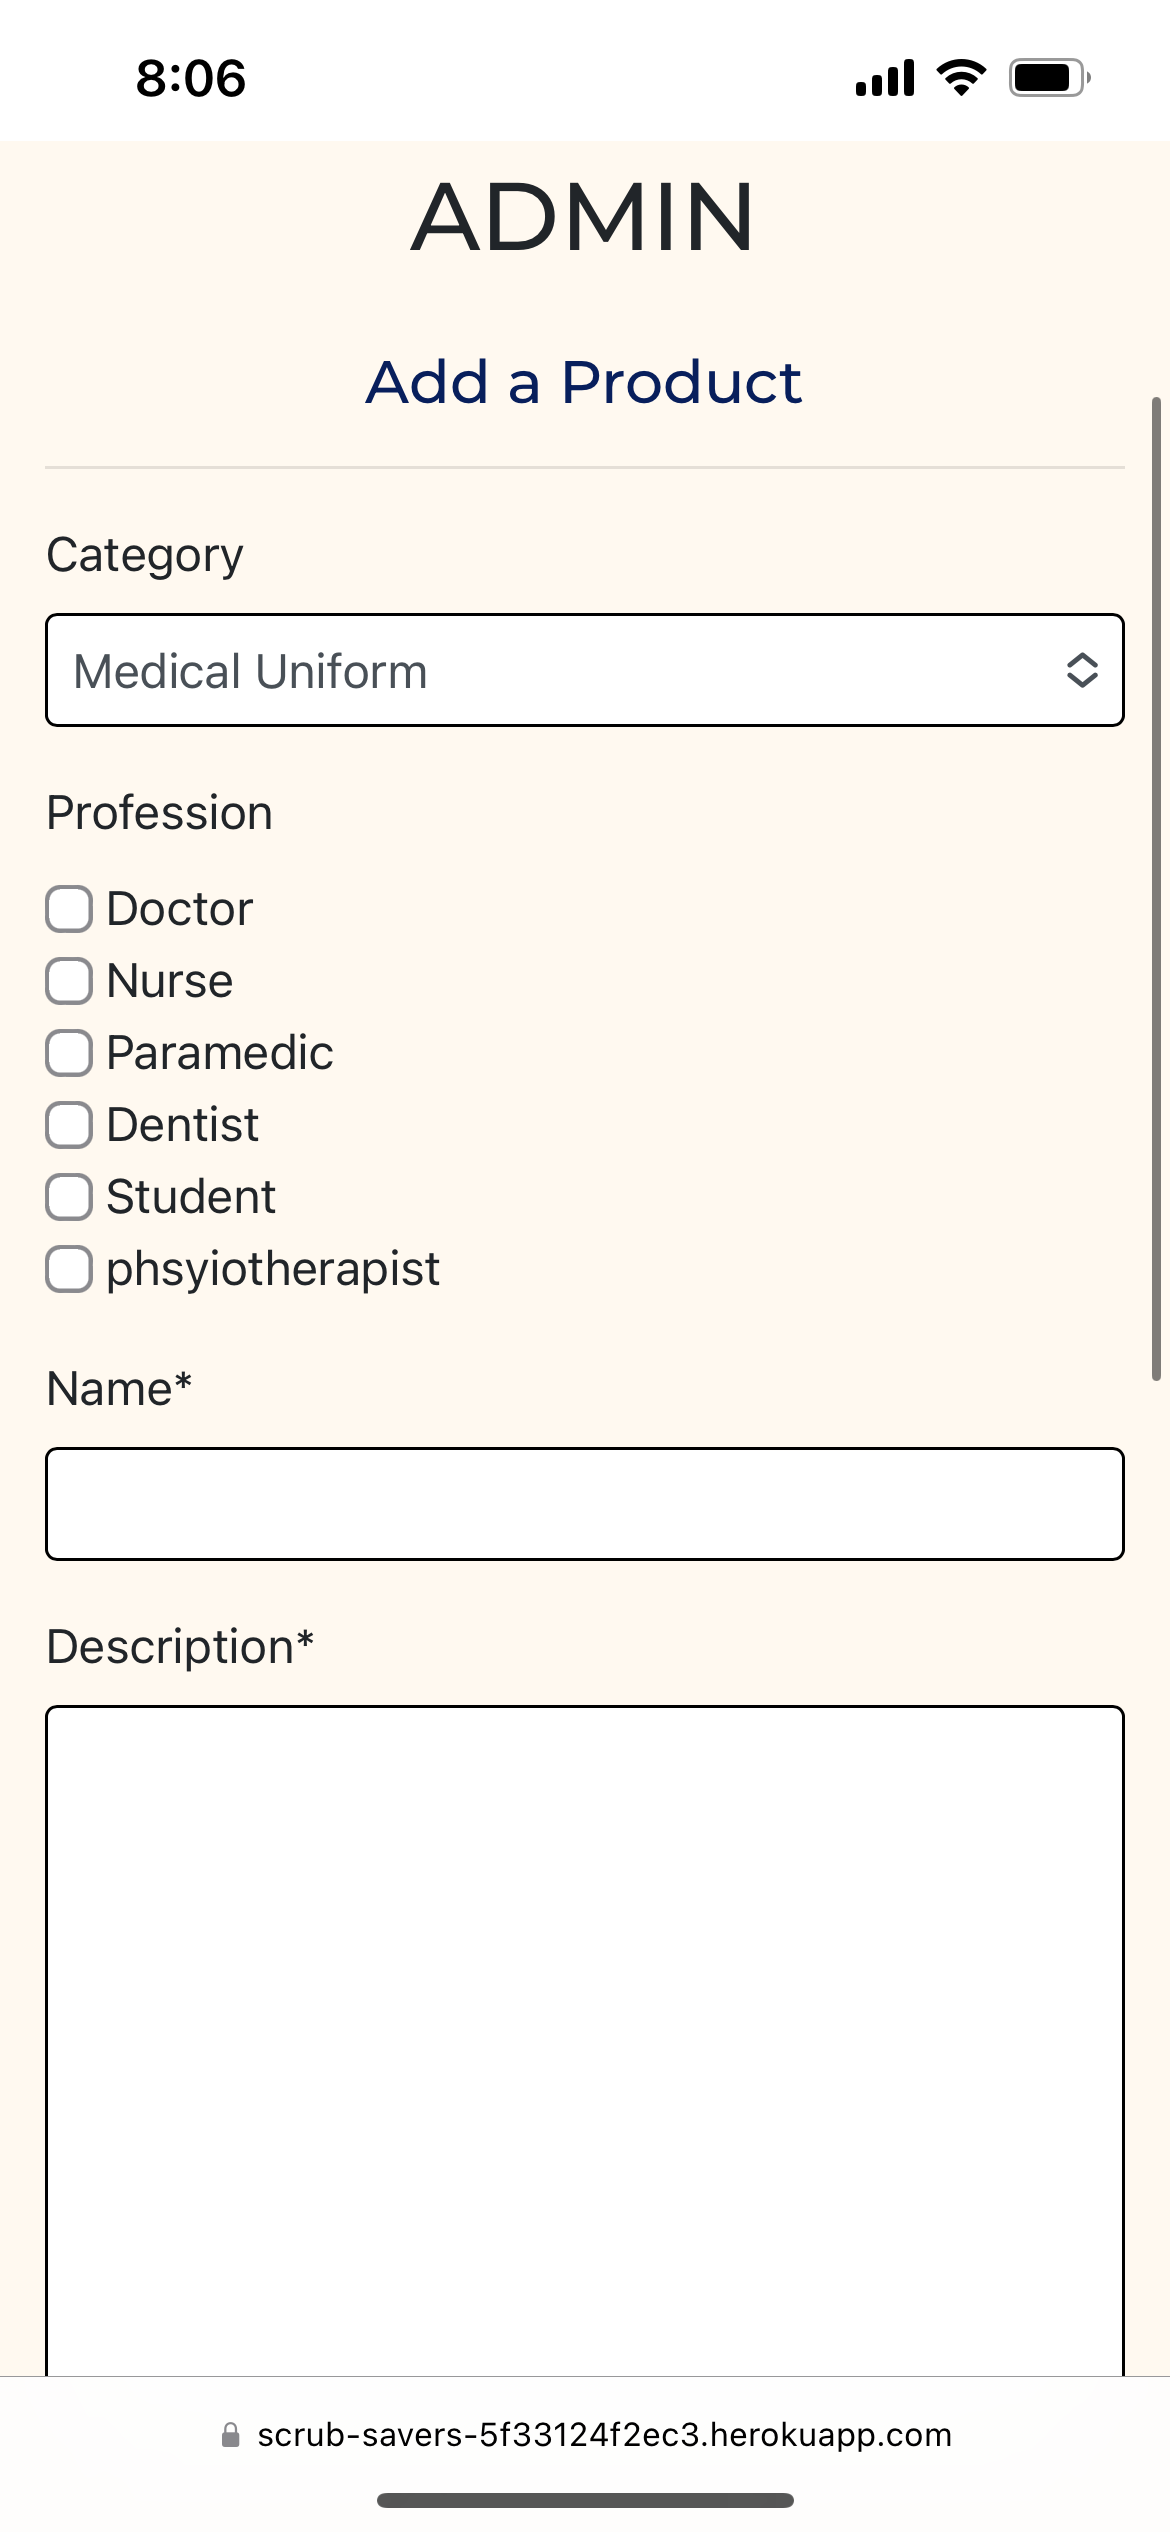 8:06
ADMIN
Add a Product
Category
Medical Uniform
Profession
Doctor
Nurse
Paramedic
Dentist
Student
phsyiotherapist
Name*
Description*
scrub-savers-5f33124f2ec3.herokuapp.com